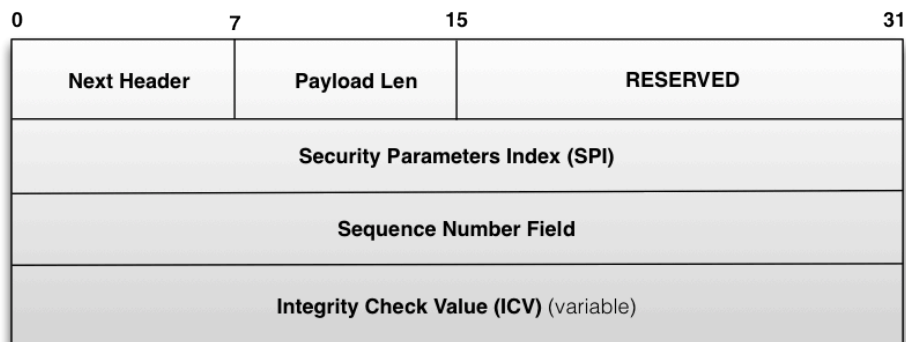 0 7 15 31
Next Header Payload Len RESERVED
Security Parameters Index (SPI)
Sequence Number Field
Integrity Check Value (ICV) (variable)